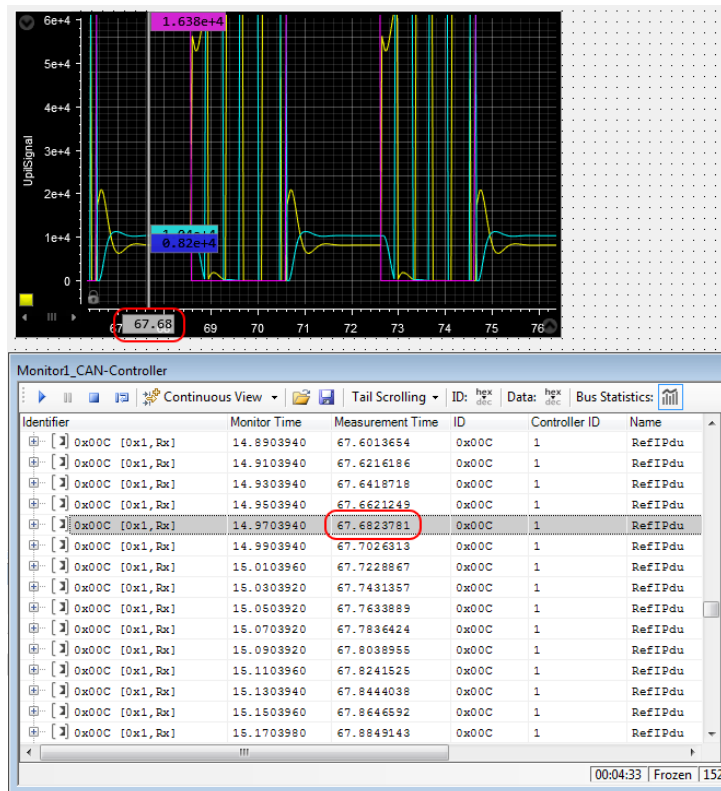 6e+4
1.638e+4
5e+4
4e+4
3e+4
2e+4
1e+4
0.82e+4
0
UpilSignal
67.68
69 70 71 72 73 74 75 76
Monitor1_CAN-Controller
Continuous View Tail Scrolling ID: hex dec Data: hex dec Bus Statistics:
Identifier Monitor Time Measurement Time ID Controller ID Name
0x00C [0x1,Rx] 14.8903940 67.6013654 0x00C 1 RefIPdu
0x00C [0x1,Rx] 14.9103940 67.6216186 0x00C 1 RefIPdu
0x00C [0x1,Rx] 14.9303940 67.6418718 0x00C 1 RefIPdu
0x00C [0x1,Rx] 14.9503940 67.6621249 0x00C 1 RefIPdu
0x00C [0x1,Rx] 14.9703940 67.6823781 0x00C 1 RefIPdu
0x00C [0x1,Rx] 14.9903940 67.7026313 0x00C 1 RefIPdu
0x00C [0x1,Rx] 15.0103960 67.7228867 0x00C 1 RefIPdu
0x00C [0x1,Rx] 15.0303920 67.7431357 0x00C 1 RefIPdu
0x00C [0x1,Rx] 15.0503920 67.7633889 0x00C 1 RefIPdu
0x00C [0x1,Rx] 15.0703920 67.7836424 0x00C 1 RefIPdu
0x00C [0x1,Rx] 15.0903920 67.8038955 0x00C 1 RefIPdu
0x00C [0x1,Rx] 15.1103960 67.8241525 0x00C 1 RefIPdu
0x00C [0x1,Rx] 15.1303940 67.8444038 0x00C 1 RefIPdu
0x00C [0x1,Rx] 15.1503960 67.8646592 0x00C 1 RefIPdu
0x00C [0x1,Rx] 15.1703980 67.8849143 0x00C 1 RefIPdu
00:04:33 Frozen 152